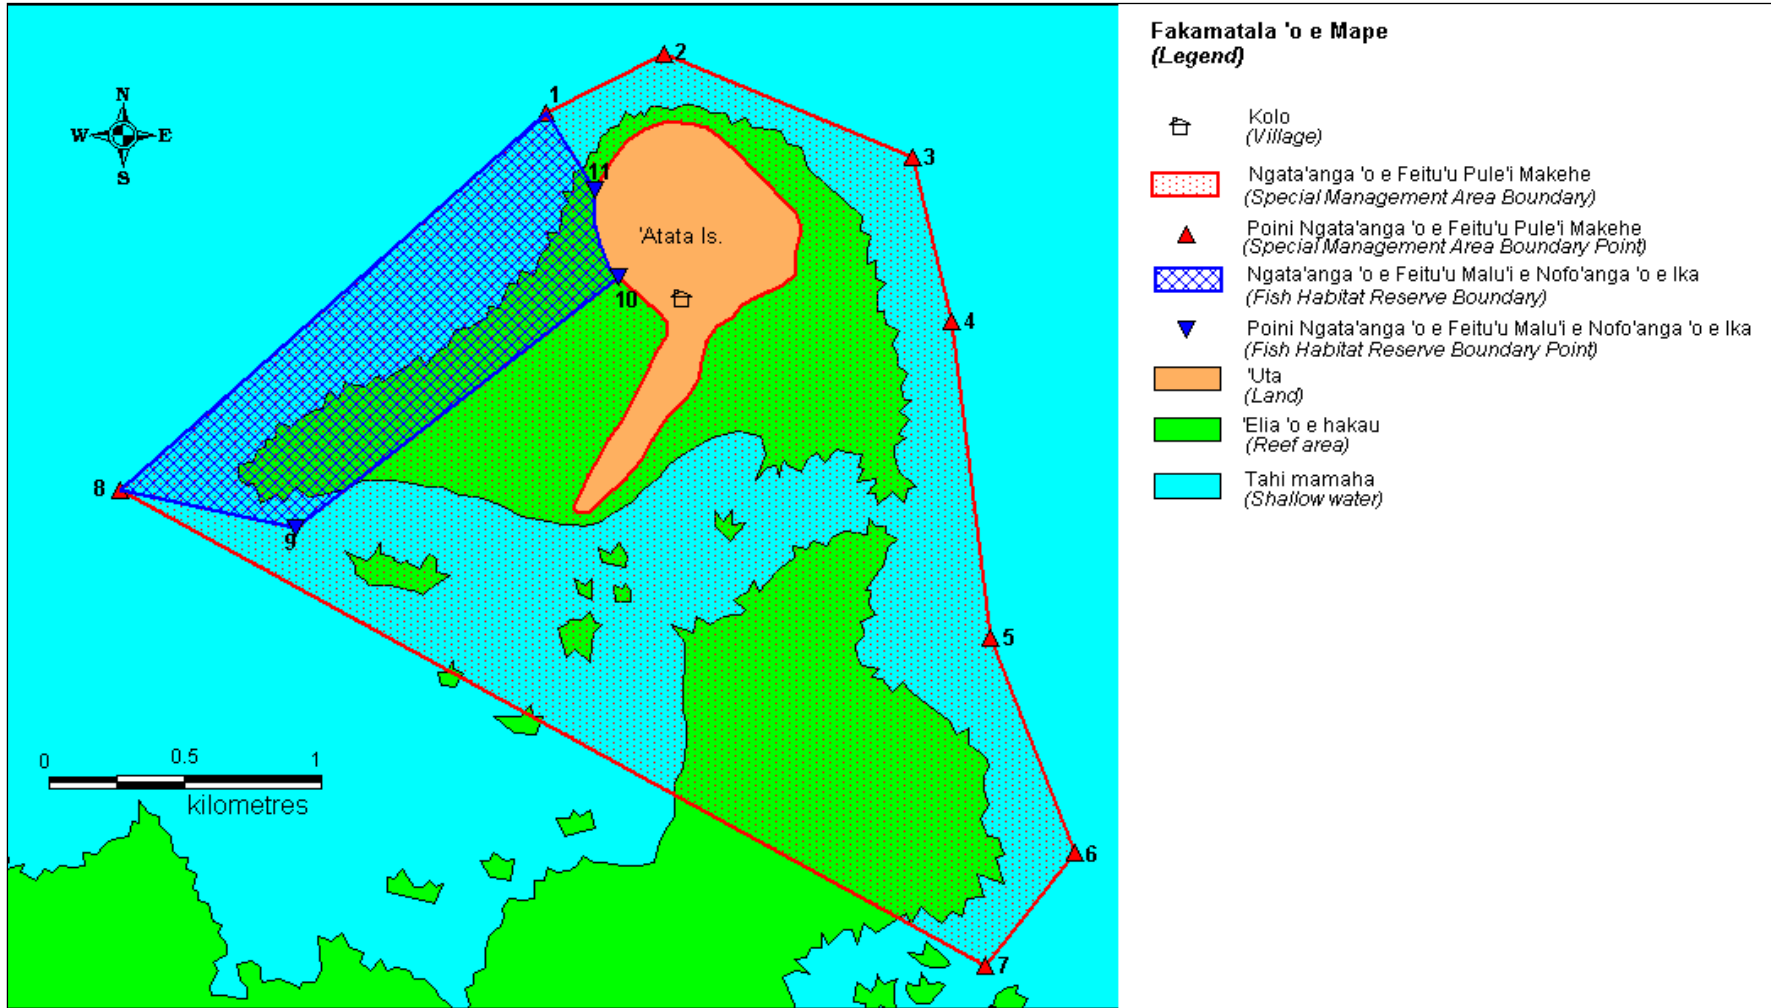 Fakamatala 'o e Mape
(Legend)
Kolo
(Village)
Ngata'anga 'o e Feitu'u Pule'i Makehe
(Special Management Area Boundary)
Poini Ngata'anga 'o e Feitu'u Pule'i Makehe
(Special Management Area Boundary Point)
Ngata'anga 'o e Feitu'u Malu'i e Nofo'anga 'o e Ika
(Fish Habitat Reserve Boundary)
Poini Ngata'anga 'o e Feitu'u Malu'i e Nofo'anga 'o e Ika
(Fish Habitat Reserve Boundary Point)
'Uta
(Land)
'Elia 'o e hakau
(Reef area)
Tahi mamaha
(Shallow water)
N
W E
S
1
2
3
4
5
6
7
8
9
10
11
'Atata Is.
0 0.5 1
kilometres